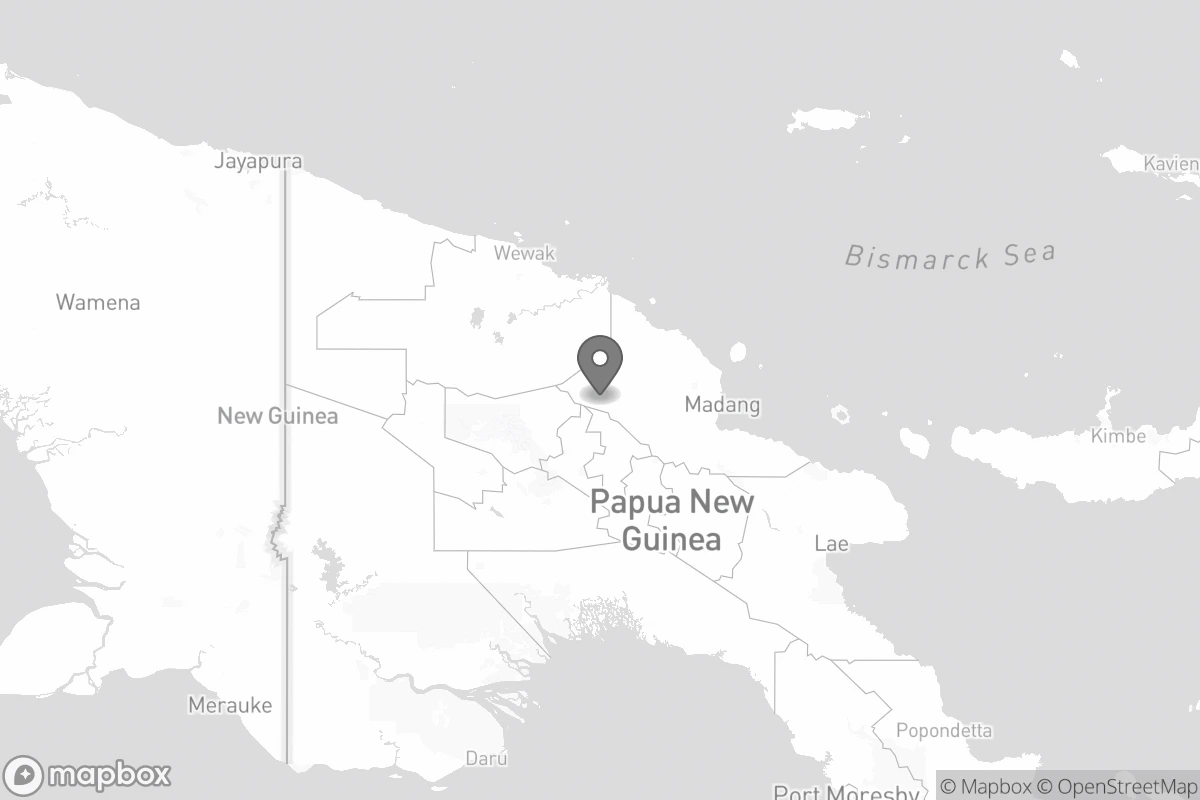 Jayapura
Kavien
Wewak
Bismarck Sea
Wamena
Madang
New Guinea
Kimbe
Papua New
Guinea
Lae
Merauke
Popondetta
Daru
Port Moresby
mapbox
© Mapbox © OpenStreetMap